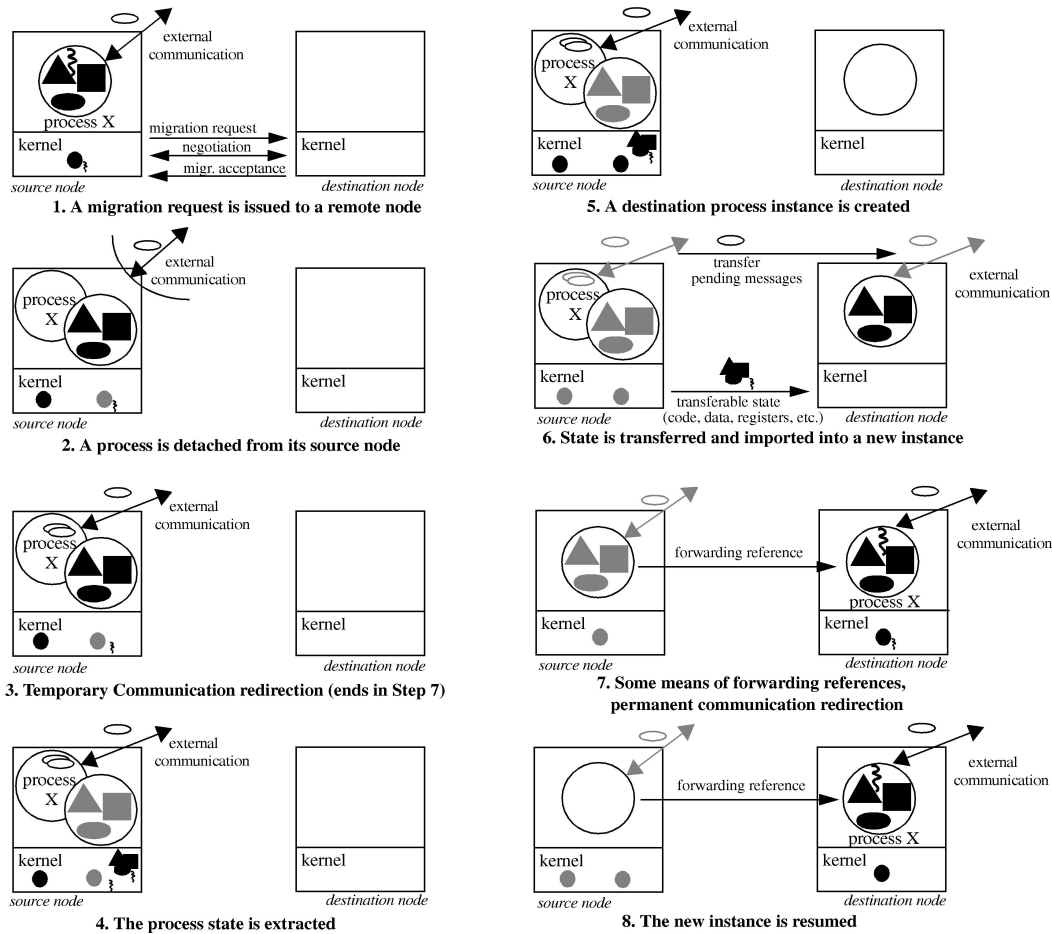 external
communication
process X
kernel
migration request
negotiation
migr. acceptance
kernel
source node
destination node
1. A migration request is issued to a remote node
external
communication
process
X
kernel
kernel
source node
destination node
2. A process is detached from its source node
external
communication
process
X
kernel
kernel
source node
destination node
3. Temporary Communication redirection (ends in Step 7)
external
communication
process
X
kernel
kernel
source node
destination node
4. The process state is extracted
external
communication
process
X
kernel
kernel
source node
destination node
5. A destination process instance is created
transfer
pending messages
external
communication
process
X
kernel
kernel
transferable state
(code, data, registers, etc.)
source node
destination node
6. State is transferred and imported into a new instance
forwarding reference
external
communication
process X
kernel
kernel
source node
destination node
7. Some means of forwarding references,
permanent communication redirection
forwarding reference
external
communication
process X
kernel
kernel
source node
destination node
8. The new instance is resumed